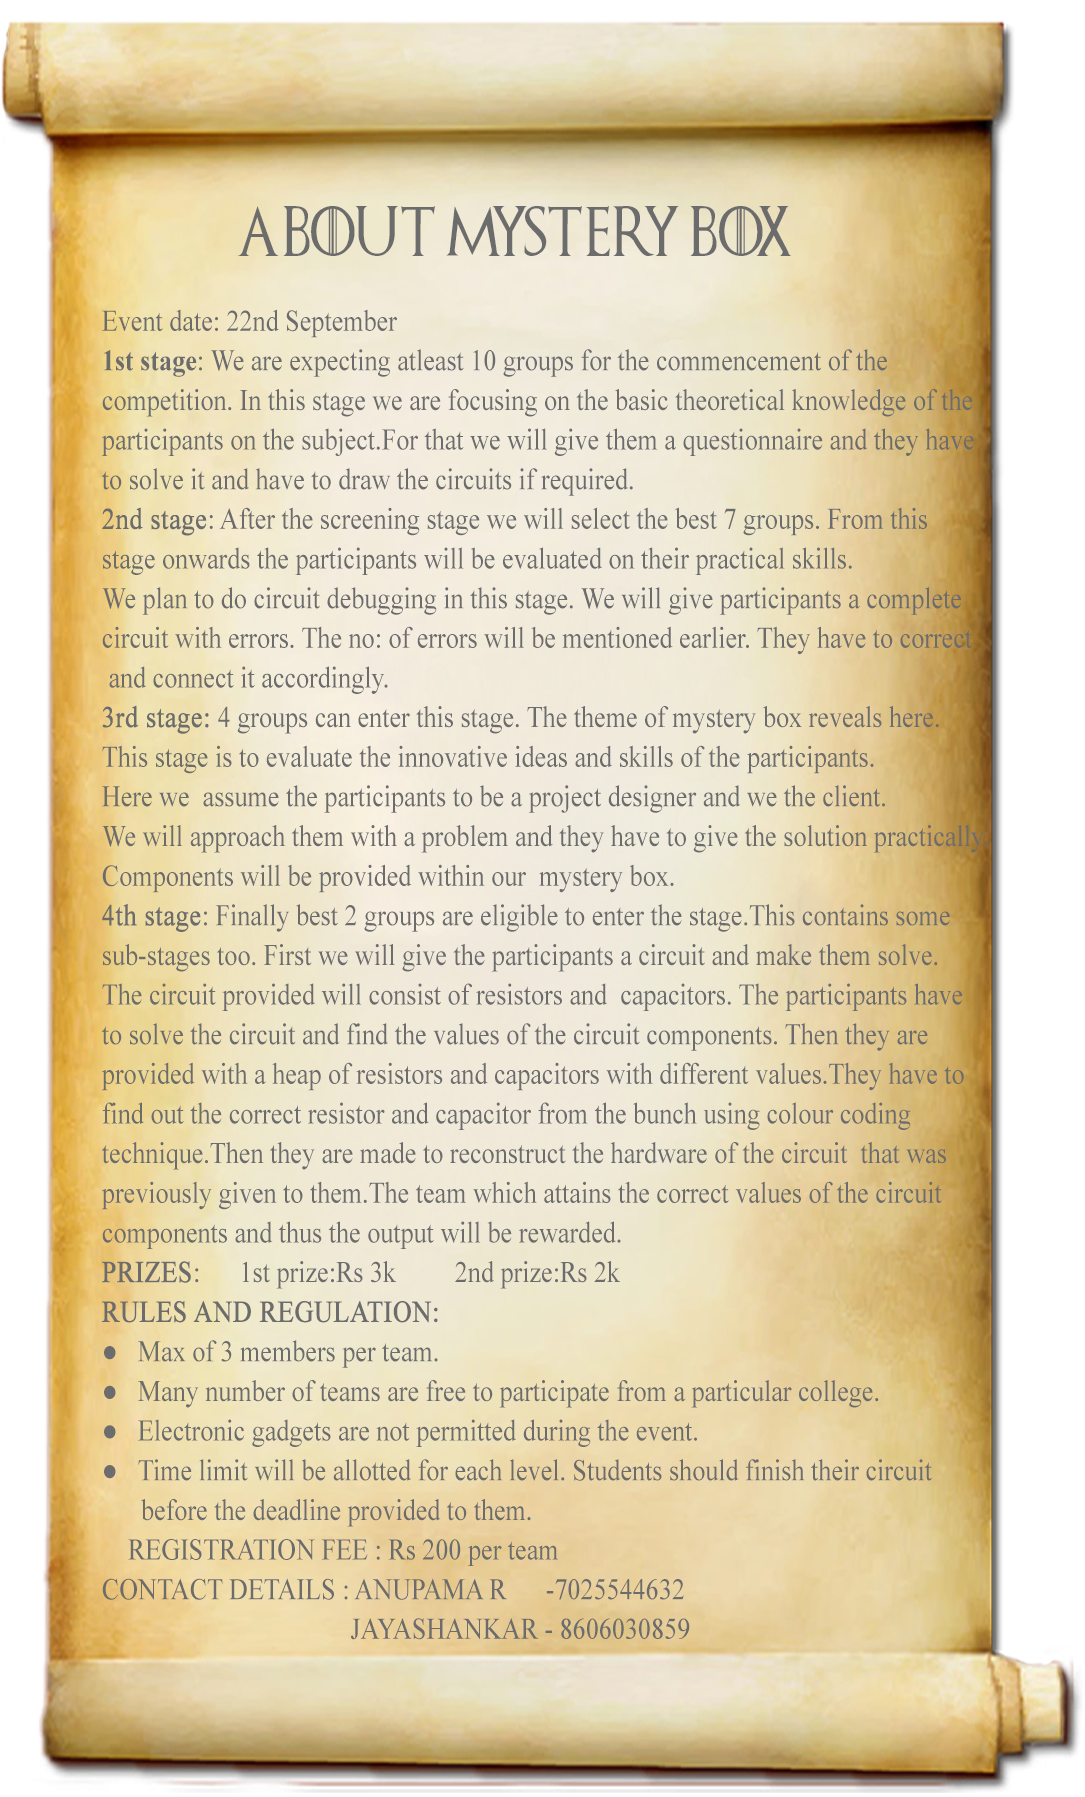 ABOUT MYSTERY BOX
Event date: 22nd September
1st stage: We are expecting atleast 10 groups for the commencement of the
competition. In this stage we are focusing on the basic theoretical knowledge of the
participants on the subject.For that we will give them a questionnaire and they have
to solve it and have to draw the circuits if required.
2nd stage: After the screening stage we will select the best 7 groups. From this
stage onwards the participants will be evaluated on their practical skills.
We plan to do circuit debugging in this stage. We will give participants a complete
circuit with errors. The no: of errors will be mentioned earlier. They have to correct
and connect it accordingly.
3rd stage: 4 groups can enter this stage. The theme of mystery box reveals here.
This stage is to evaluate the innovative ideas and skills of the participants.
Here we  assume the participants to be a project designer and we the client.
We will approach them with a problem and they have to give the solution practically.
Components will be provided within our  mystery box.
4th stage: Finally best 2 groups are eligible to enter the stage.This contains some
sub-stages too. First we will give the participants a circuit and make them solve.
The circuit provided will consist of resistors and  capacitors. The participants have
to solve the circuit and find the values of the circuit components. Then they are
provided with a heap of resistors and capacitors with different values.They have to
find out the correct resistor and capacitor from the bunch using colour coding
technique.Then they are made to reconstruct the hardware of the circuit  that was
previously given to them.The team which attains the correct values of the circuit
components and thus the output will be rewarded.
PRIZES: 1st prize:Rs 3k 2nd prize:Rs 2k
RULES AND REGULATION:
● Max of 3 members per team.
● Many number of teams are free to participate from a particular college.
● Electronic gadgets are not permitted during the event.
● Time limit will be allotted for each level. Students should finish their circuit
before the deadline provided to them.
REGISTRATION FEE : Rs 200 per team
CONTACT DETAILS : ANUPAMA R -7025544632
JAYASHANKAR - 8606030859